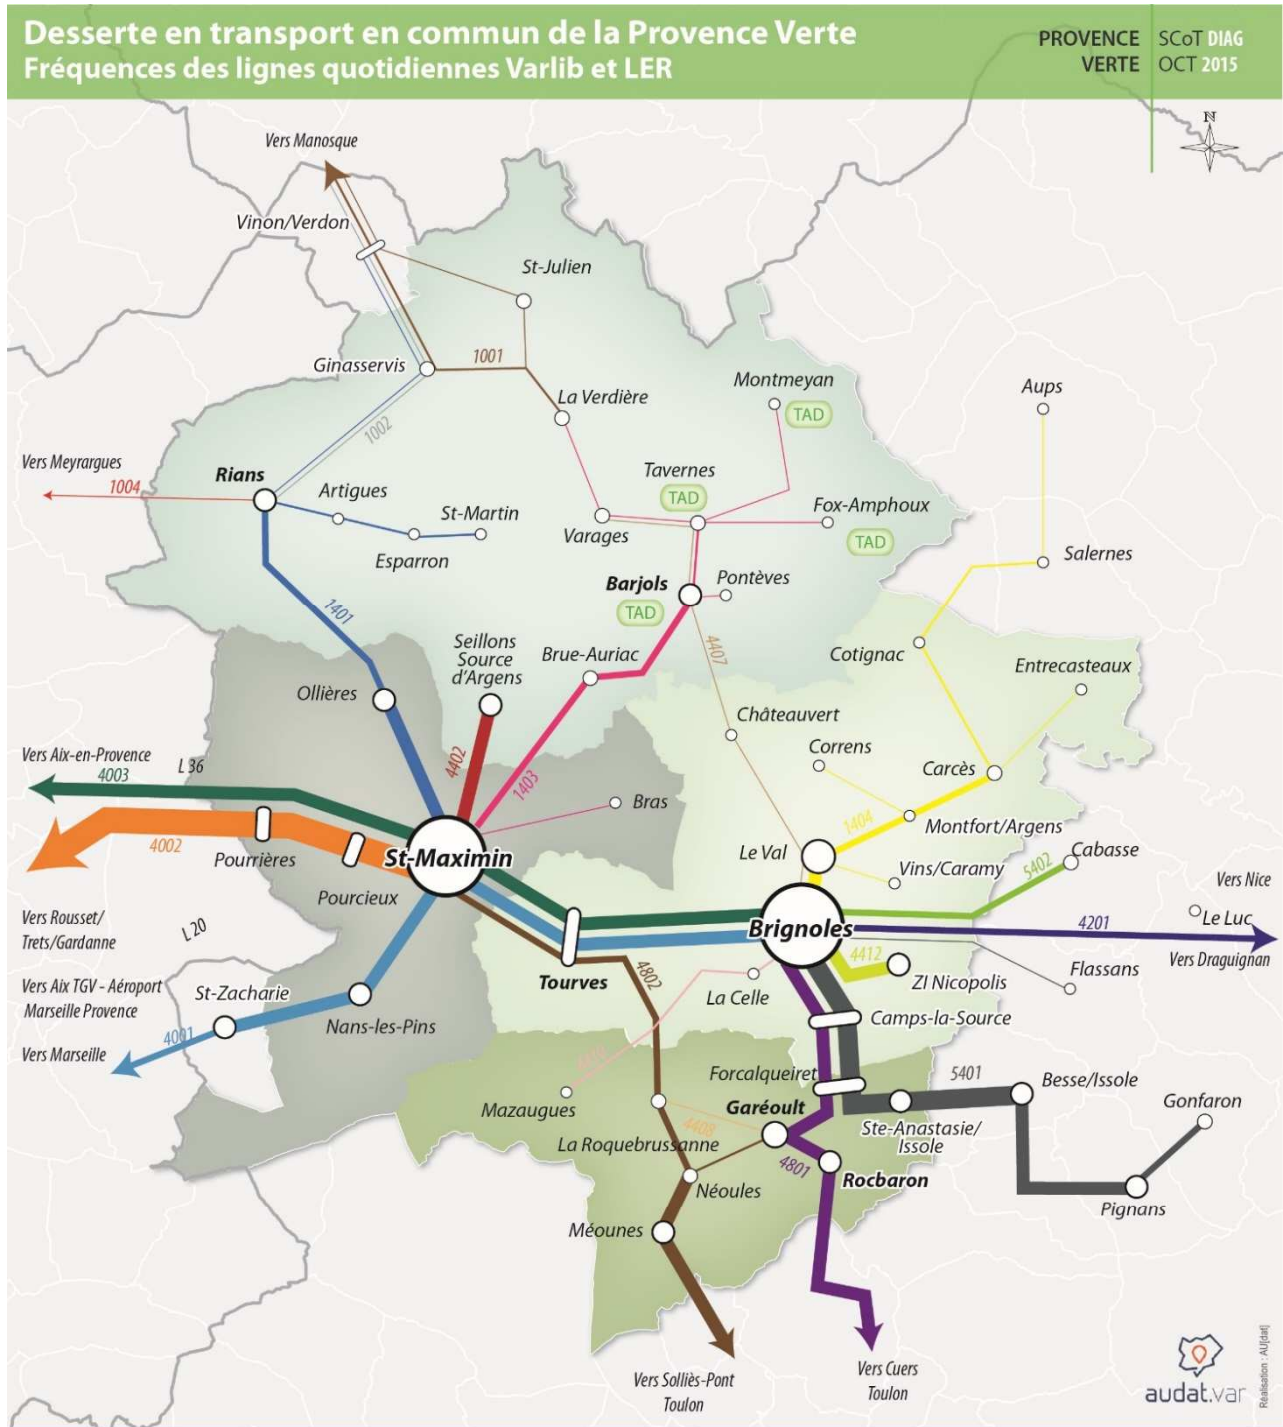 Desserte en transport en commun de la Provence Verte
Fréquences des lignes quotidiennes Varlib et LER
PROVENCE
VERTE
SCoT DIAG
OCT 2015
N
Vers Manosque
Vinon/Verdon
St-Julien
Ginasservis
1001
La Verdière
Montmeyan
TAD
Aups
1002
Vers Meyrargues
1004
Rians
Artigues
St-Martin
Esparron
Tavernes
TAD
Varages
Fox-Amphoux
TAD
Salernes
Barjols
TAD
Pontèves
1401
Seillons
Source
d'Argens
Brue-Auriac
4407
Cotignac
Entrecasteaux
Ollières
Châteauvert
Correns
Carcès
Vers Aix-en-Provence
4003
L 36
4402
1403
Bras
1404
Montfort/Argens
4002
Pourrières
St-Maximin
Le Val
Vins/Caramy
Cabasse
5402
Pourcieux
Vers Nice
Vers Rousset/
Trets/Gardanne
L 20
Brignoles
4201
Le Luc
Vers Draguignan
Vers Aix TGV - Aéroport
Marseille Provence
St-Zacharie
Nans-les-Pins
Tourves
4802
La Celle
4412
ZI Nicopolis
Flassans
Vers Marseille
4001
Camps-la-Source
Mazaugues
Forcalqueiret
5401
Besse/Issole
Gonfaron
Garéoult
Ste-Anastasie/
Issole
4408
La Roquebrussanne
4801
Rocbaron
Néoules
Pignans
Méounes
Vers Solliès-Pont
Toulon
Vers Cuers
Toulon
audat.var
Réalisation : AU[dat]